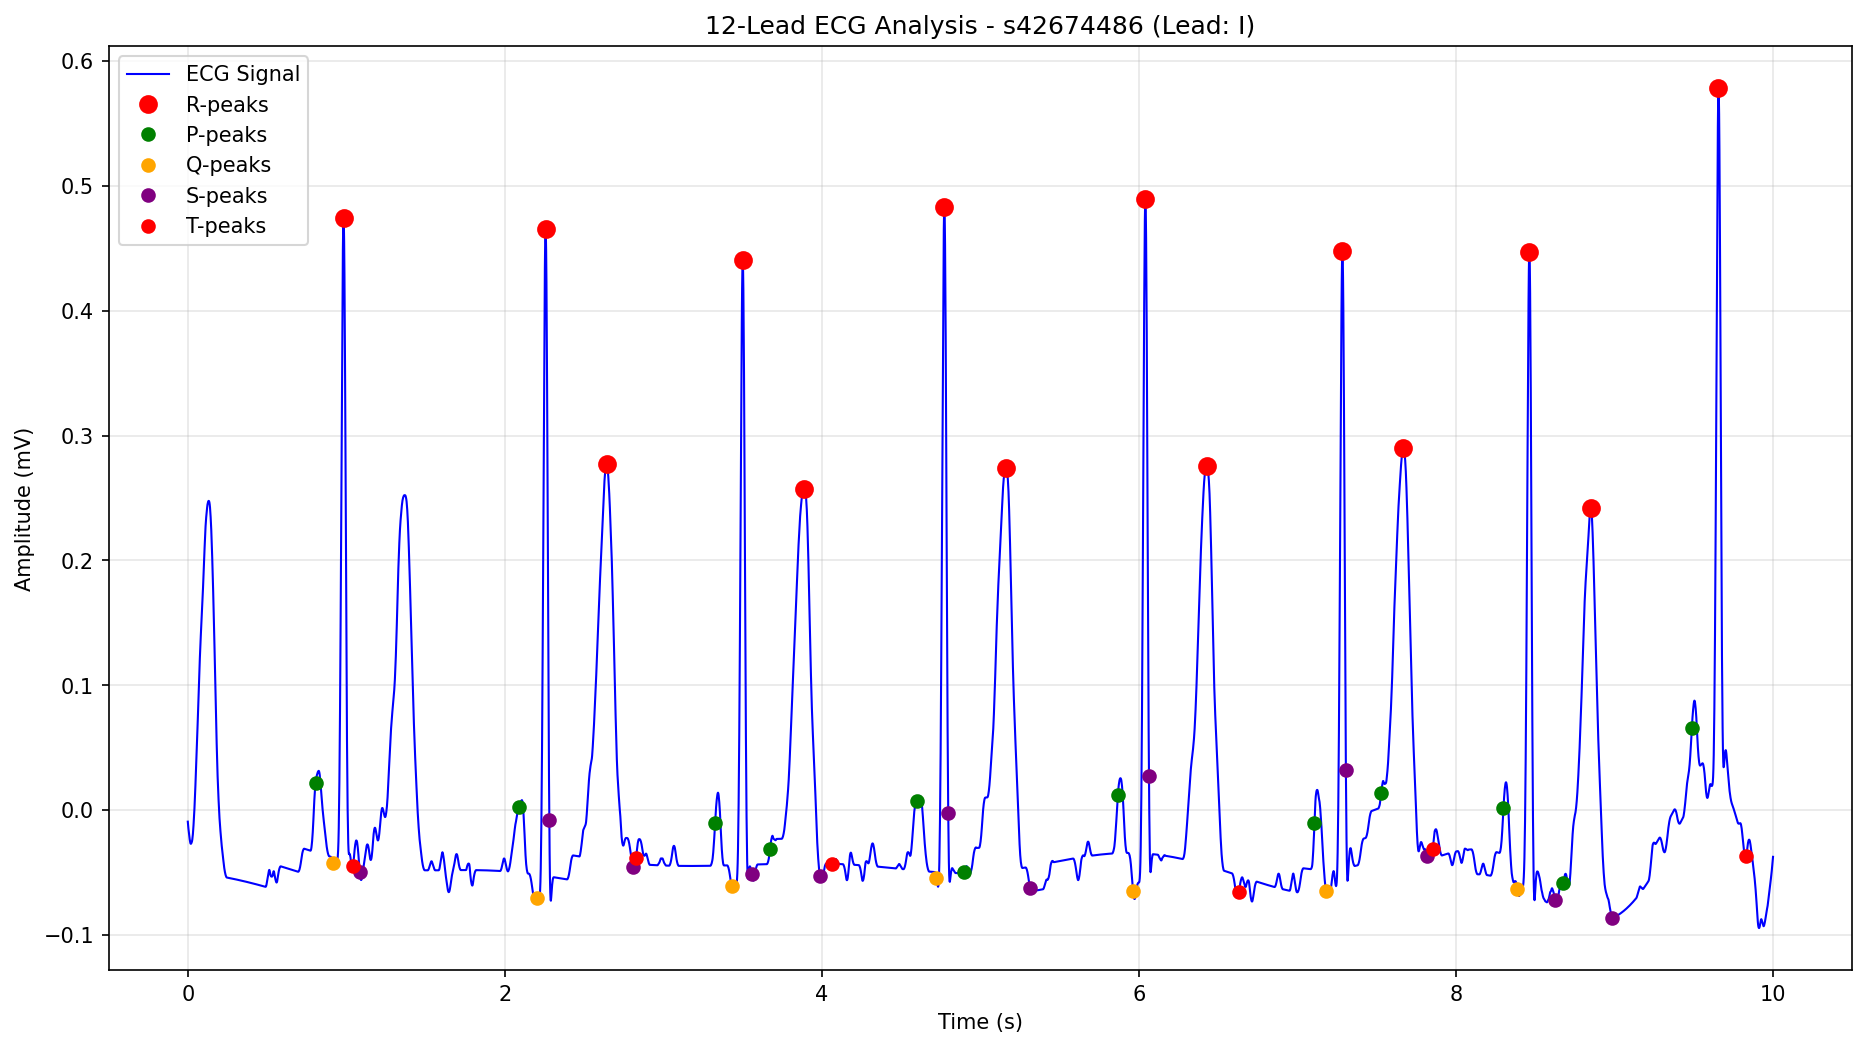 12-Lead ECG Analysis - s42674486 (Lead: I)
ECG Signal
R-peaks
P-peaks
Q-peaks
S-peaks
T-peaks
Amplitude (mV)
0.6
0.5
0.4
0.3
0.2
0.1
0.0
−0.1
0 2 4 6 8 10
Time (s)